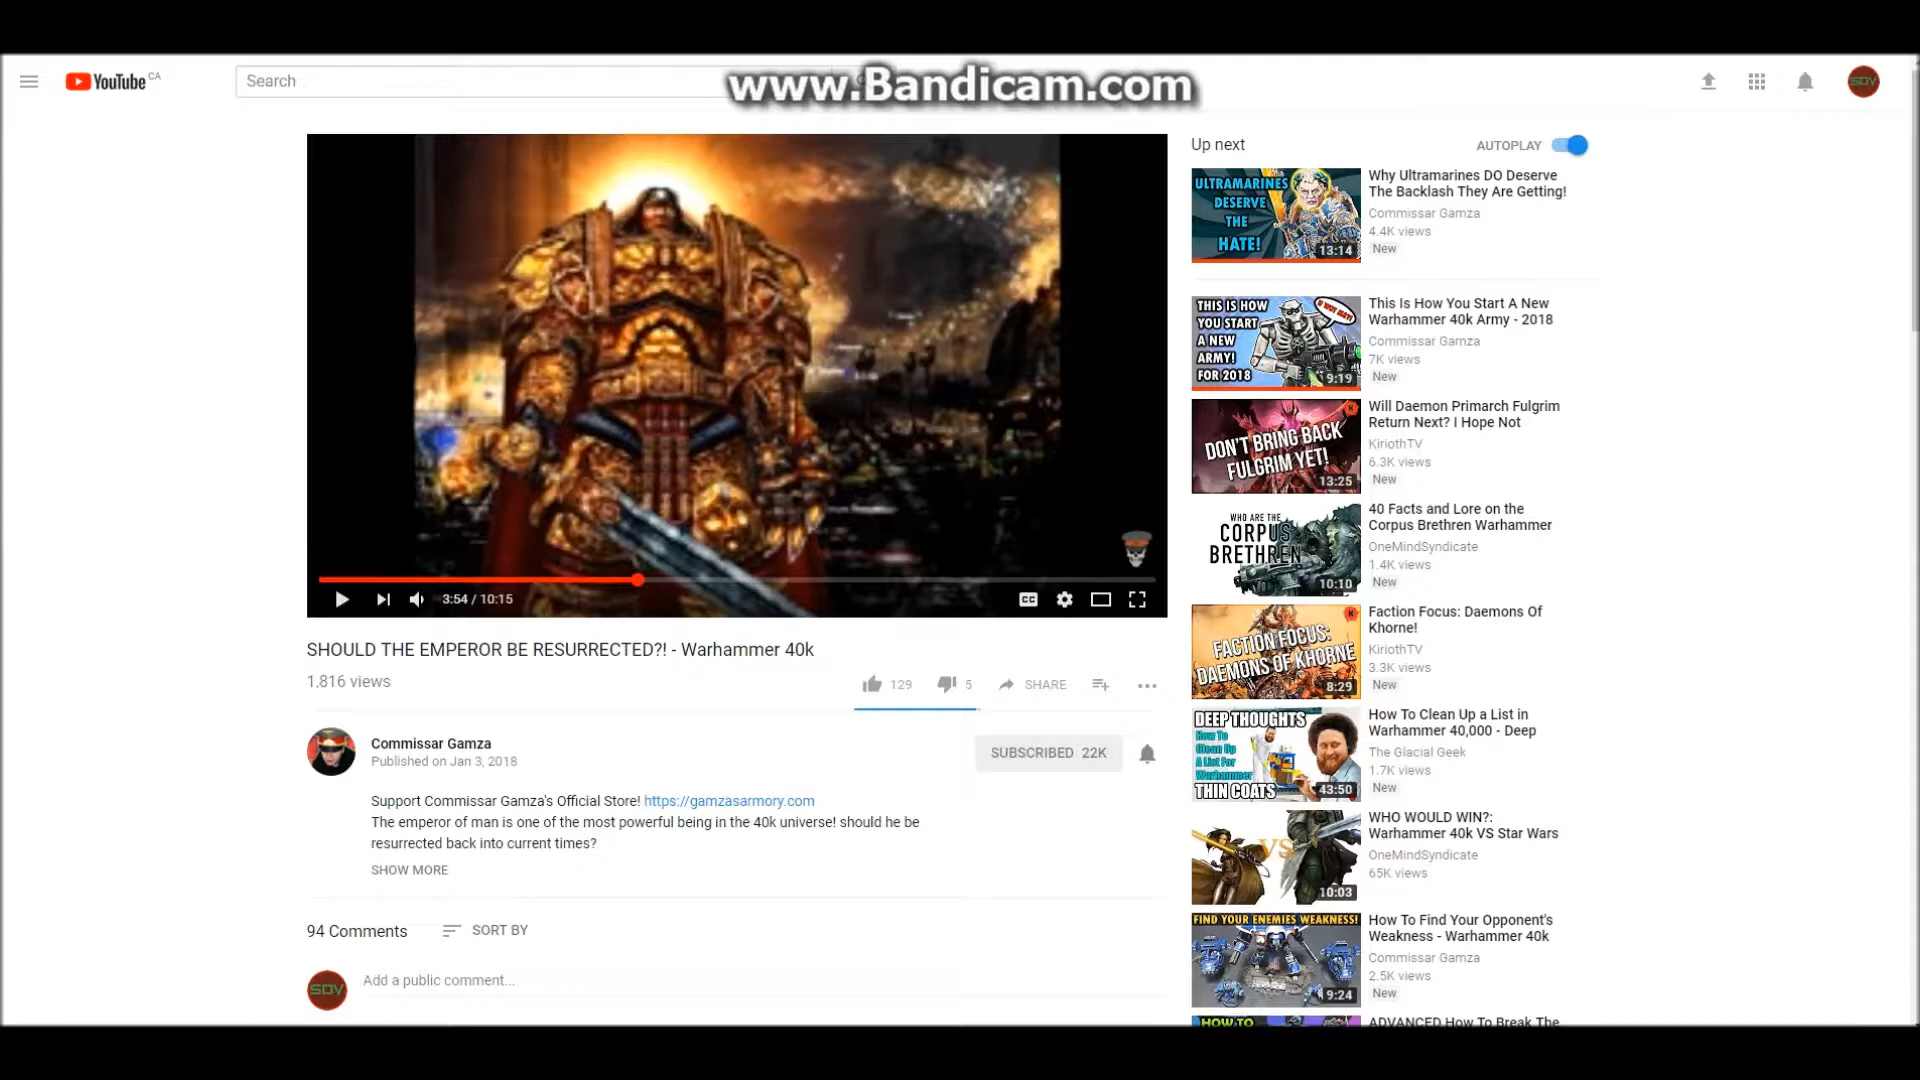 YouTube CA
Search
www.Bandicam.com
SDV
3:54 / 10:15
CC
SHOULD THE EMPEROR BE RESURRECTED?! - Warhammer 40k
1,816 views
129
5
SHARE
Commissar Gamza
Published on Jan 3, 2018
SUBSCRIBED 22K
Support Commissar Gamza's Official Store! https://gamzasarmory.com
The emperor of man is one of the most powerful being in the 40k universe! should he be
resurrected back into current times?
SHOW MORE
94 Comments
SORT BY
SDV
Add a public comment...
Up next
AUTOPLAY
ULTRAMARINES
DESERVE
THE
HATE!
13:14
Why Ultramarines DO Deserve
The Backlash They Are Getting!
Commissar Gamza
4.4K views
New
THIS IS HOW
YOU START
A NEW
ARMY!
FOR 2018
9:19
This Is How You Start A New
Warhammer 40k Army - 2018
Commissar Gamza
7K views
New
DON'T BRING BACK
FULGRIM YET!
K
13:25
Will Daemon Primarch Fulgrim
Return Next? I Hope Not
KiriothTV
6.3K views
New
WHO ARE THE
CORPUS
BRETHREN
10:10
40 Facts and Lore on the
Corpus Brethren Warhammer
OneMindSyndicate
1.4K views
New
FACTION FOCUS:
DAEMONS OF KHORNE!
K
8:29
Faction Focus: Daemons Of
Khorne!
KiriothTV
3.3K views
New
DEEP THOUGHTS
How To
Clean Up
A List For
Warhammer
THIN COATS
43:50
How To Clean Up a List in
Warhammer 40,000 - Deep
The Glacial Geek
1.7K views
New
VS
10:03
WHO WOULD WIN?:
Warhammer 40k VS Star Wars
OneMindSyndicate
65K views
FIND YOUR ENEMIES WEAKNESS!
9:24
How To Find Your Opponent's
Weakness - Warhammer 40k
Commissar Gamza
2.5K views
New
HOW TO
ADVANCED How To Break The